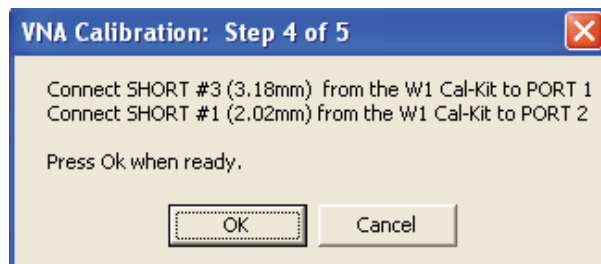 VNA Calibration: Step 4 of 5
Connect SHORT #3 (3.18mm) from the W1 Cal-Kit to PORT 1
Connect SHORT #1 (2.02mm) from the W1 Cal-Kit to PORT 2
Press Ok when ready.
OK
Cancel